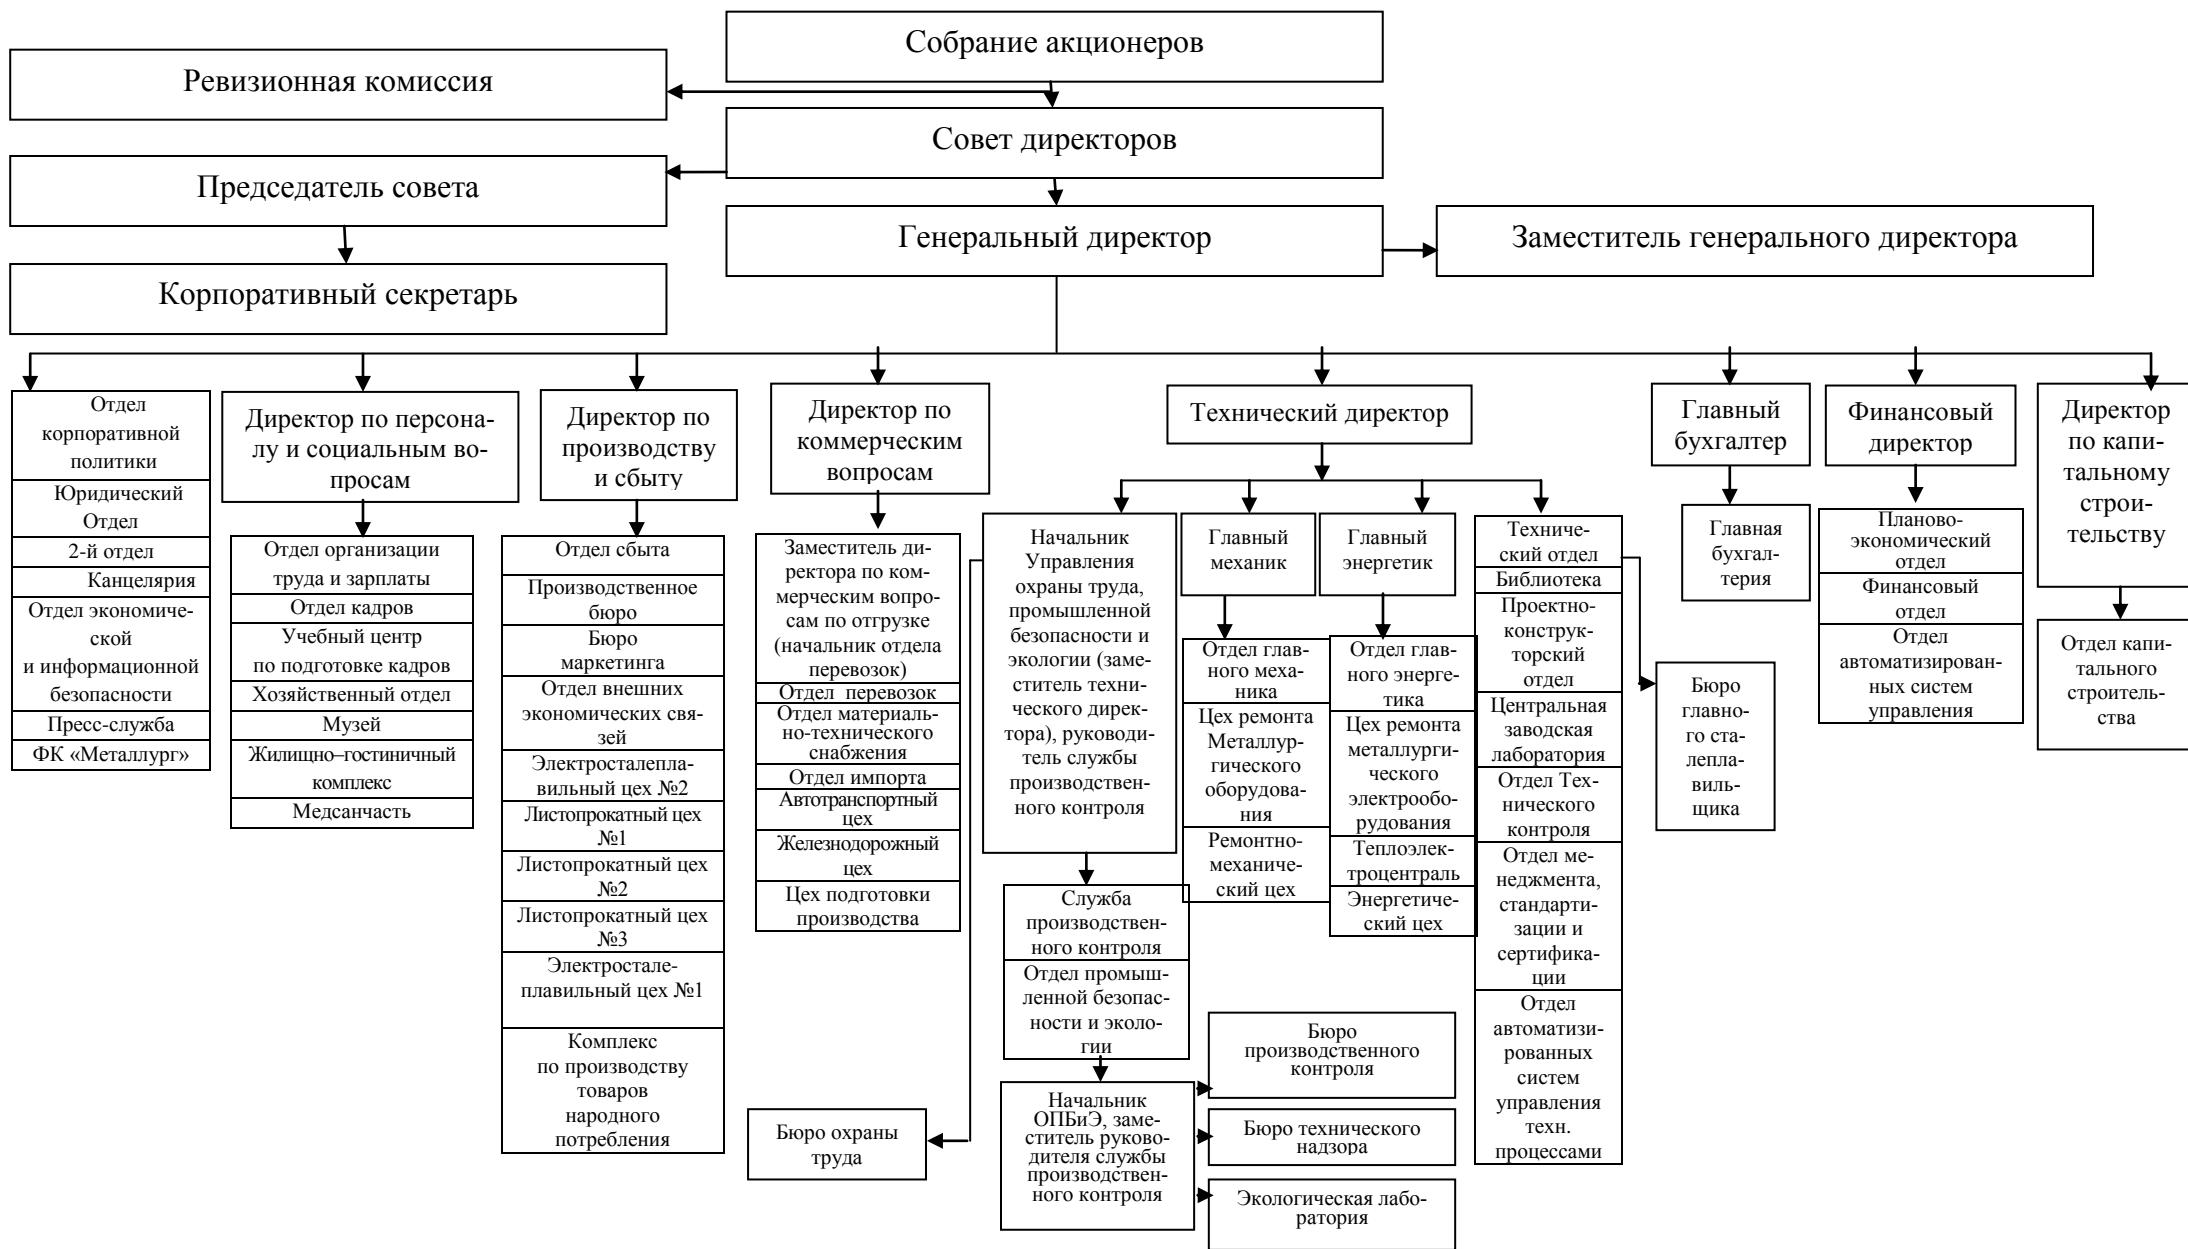 Собрание акционеров
Ревизионная комиссия
Совет директоров
Председатель совета
Генеральный директор
Заместитель генерального директора
Корпоративный секретарь
Отдел
корпоративной
политики
Юридический
Отдел
2-й отдел
Канцелярия
Отдел экономиче-
ской
и информационной
безопасности
Пресс-служба
ФК «Металлург»
Директор по персона-
лу и социальным во-
просам
Отдел организации
труда и зарплаты
Отдел кадров
Учебный центр
по подготовке кадров
Хозяйственный отдел
Музей
Жилищно–гостиничный
комплекс
Медсанчасть
Директор по
производству
и сбыту
Отдел сбыта
Производственное
бюро
Бюро
маркетинга
Отдел внешних
экономических свя-
зей
Электросталепла-
вильный цех №2
Листопрокатный цех
№1
Листопрокатный цех
№2
Листопрокатный цех
№3
Электростале-
плавильный цех №1
Комплекс
по производству
товаров
народного
потребления
Директор по
коммерческим
вопросам
Заместитель ди-
ректора по ком-
мерческим вопро-
сам по отгрузке
(начальник отдела
перевозок)
Отдел перевозок
Отдел материаль-
но-технического
снабжения
Отдел импорта
Автотранспортный
цех
Железнодорожный
цех
Цех подготовки
производства
Технический директор
Начальник
Управления
охраны труда,
промышленной
безопасности и
экологии (заме-
ститель техни-
ческого дирек-
тора), руководи-
тель службы
производствен-
ного контроля
Бюро охраны
труда
Служба
производствен-
ного контроля
Отдел промыш-
ленной безопас-
ности и эколо-
гии
Начальник
ОПБиЭ, заме-
ститель руково-
дителя службы
производствен-
ного контроля
Бюро
производственного
контроля
Бюро технического
надзора
Экологическая лабо-
ратория
Главный
механик
Отдел глав-
ного меха-
ника
Цех ремонта
Металлур-
гического
оборудова-
ния
Ремонтно-
механиче-
ский цех
Главный
энергетик
Отдел глав-
ного энерге-
тика
Цех ремонта
металлурги-
ческого
электрообо-
рудования
Теплоэлек-
троцентраль
Энергетиче-
ский цех
Техниче-
ский отдел
Библиотека
Проектно-
конструк-
торский
отдел
Центральная
заводская
лаборатория
Отдел Тех-
нического
контроля
Отдел ме-
неджмента,
стандарти-
зации и
сертифика-
ции
Отдел
автоматизи-
рованных
систем
управления
техн.
процессами
Бюро
главно-
го ста-
лепла-
виль-
щика
Главный
бухгалтер
Главная
бухгал-
терия
Финансовый
директор
Планово-
экономический
отдел
Финансовый
отдел
Отдел
автоматизирован-
ных систем
управления
Директор
по капи-
тальному
строи-
тельству
Отдел капи-
тального
строитель-
ства